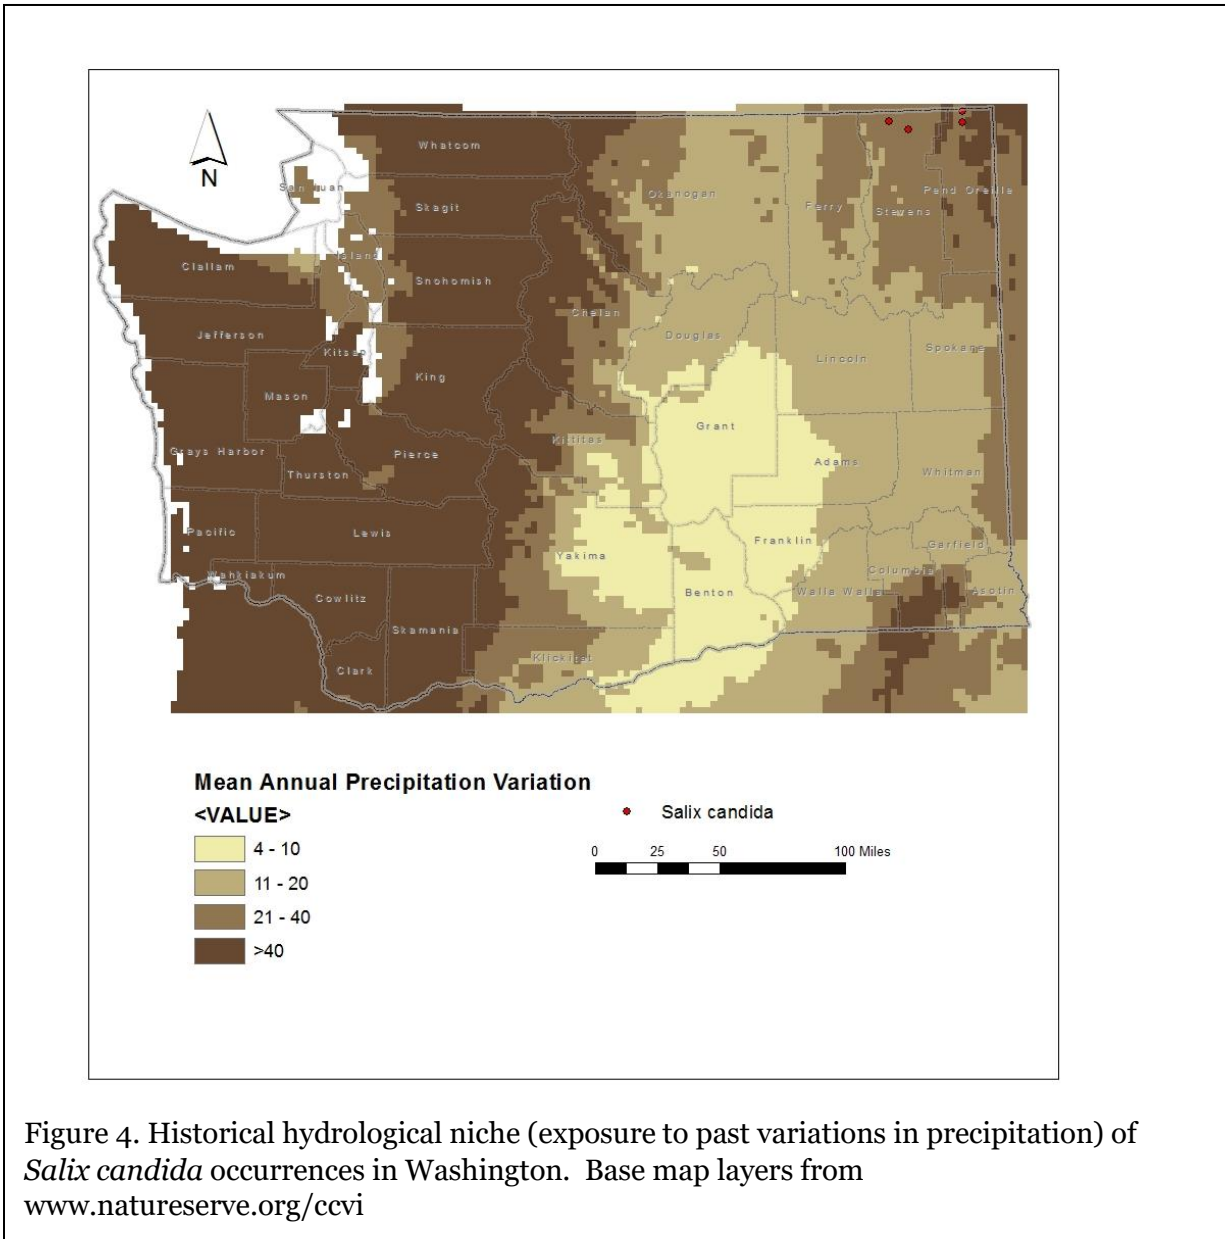 N
Whatcom
San Juan
Skagit
Okanogan
Ferry
Stevens
Pend Oreille
Island
Clallam
Snohomish
Chelan
Jefferson
Douglas
Lincoln
Spokane
Kitsap
King
Mason
Grant
Kittitas
Grays Harbor
Pierce
Adams
Whitman
Thurston
Pacific
Lewis
Yakima
Franklin
Garfield
Wahkiakum
Columbia
Cowlitz
Benton
Walla Walla
Asotin
Skamania
Klickitat
Clark
Mean Annual Precipitation Variation
<VALUE>
4 - 10
11 - 20
21 - 40
>40
Salix candida
0 25 50 100 Miles
Figure 4. Historical hydrological niche (exposure to past variations in precipitation) of
Salix candida occurrences in Washington. Base map layers from
www.natureserve.org/ccvi